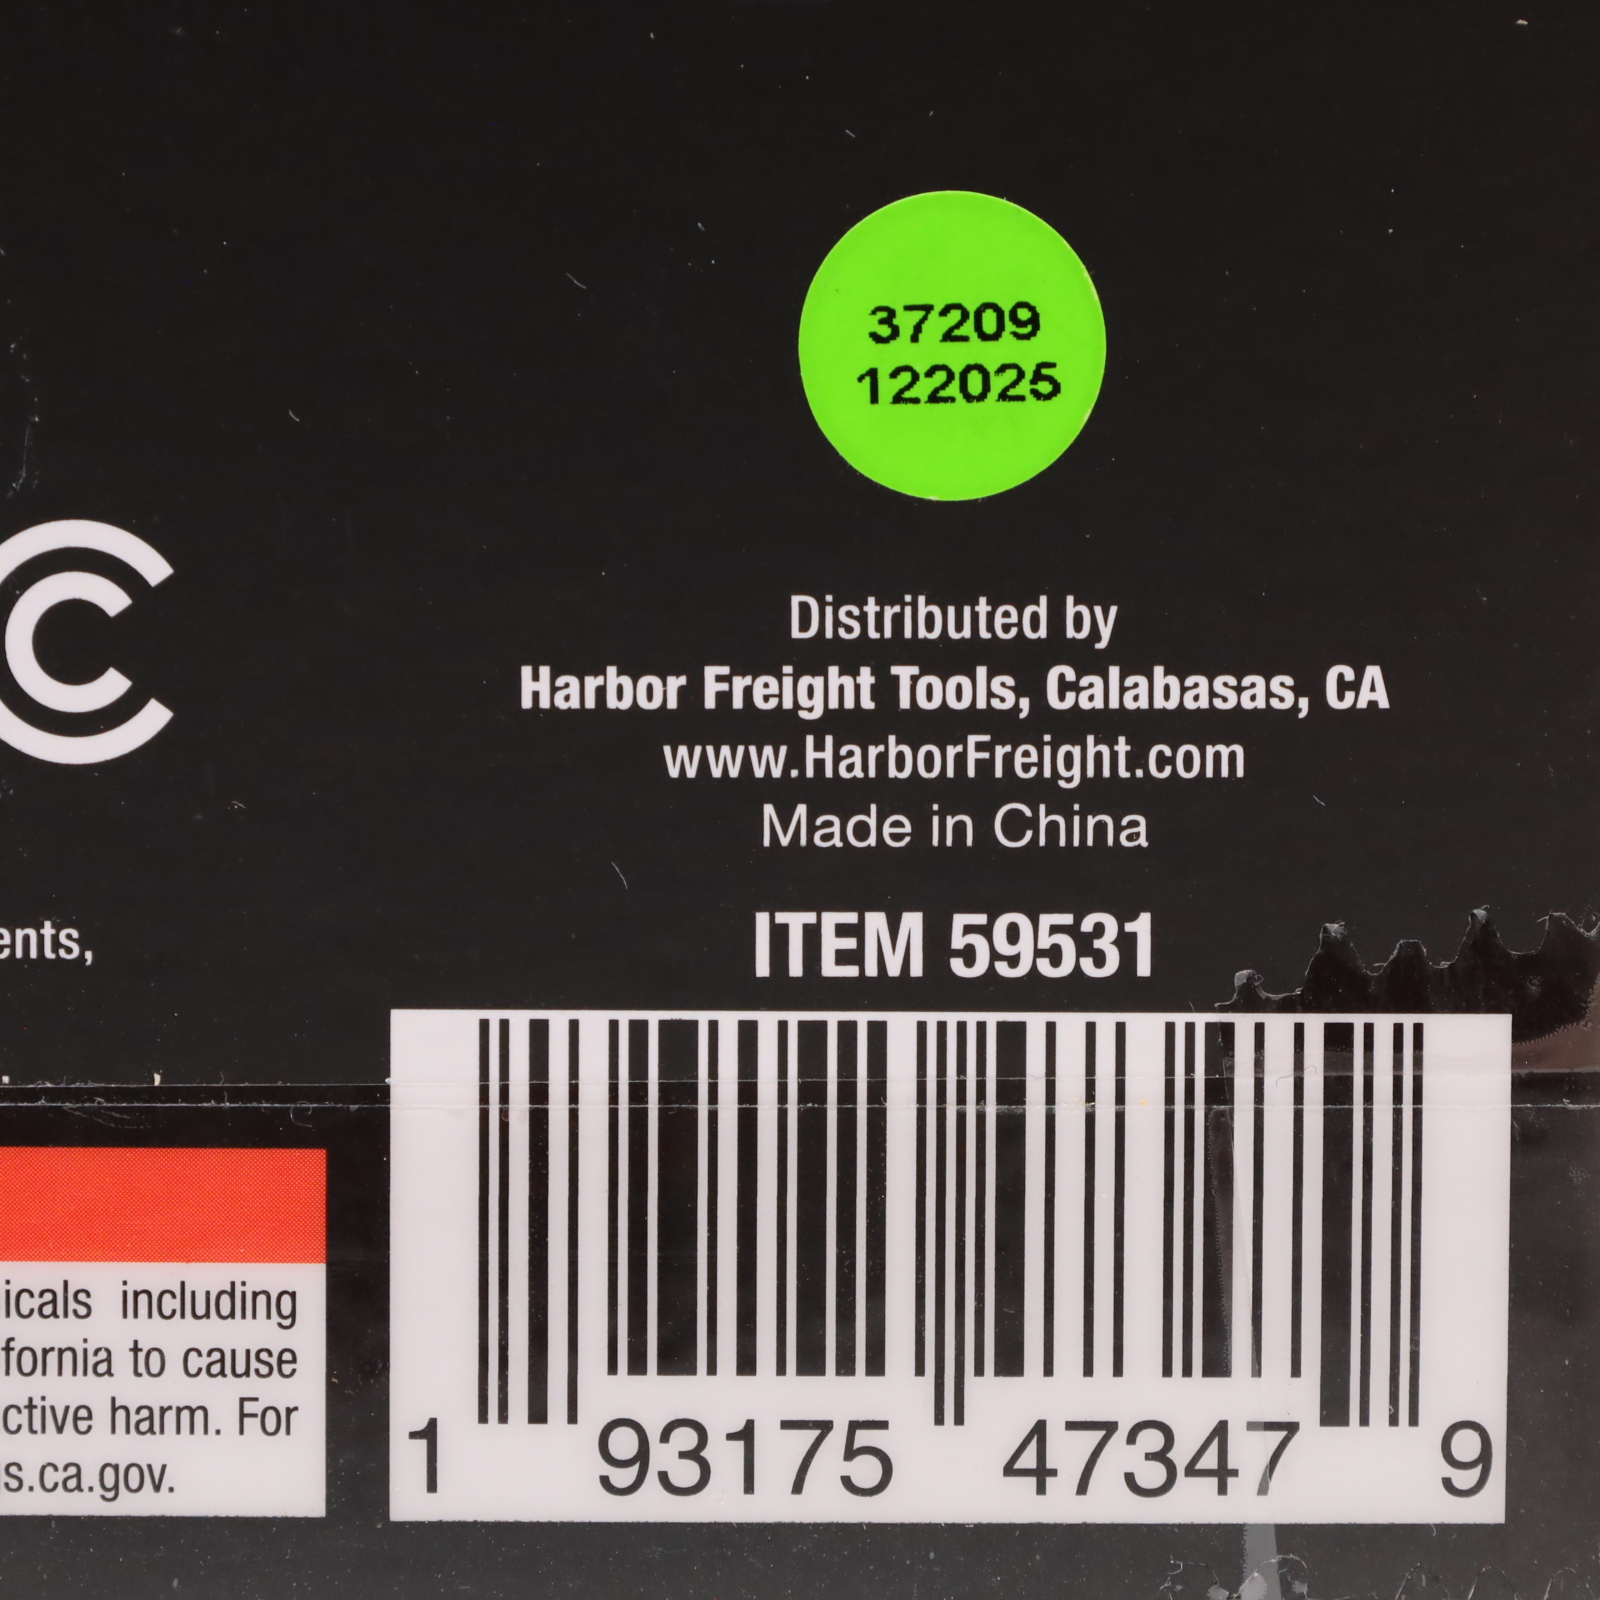 37209
122025
Distributed by
Harbor Freight Tools, Calabasas, CA
www.HarborFreight.com
Made in China
ITEM 59531
ents,
icals including
fornia to cause
ctive harm. For
s.ca.gov.
1 93175 47347 9